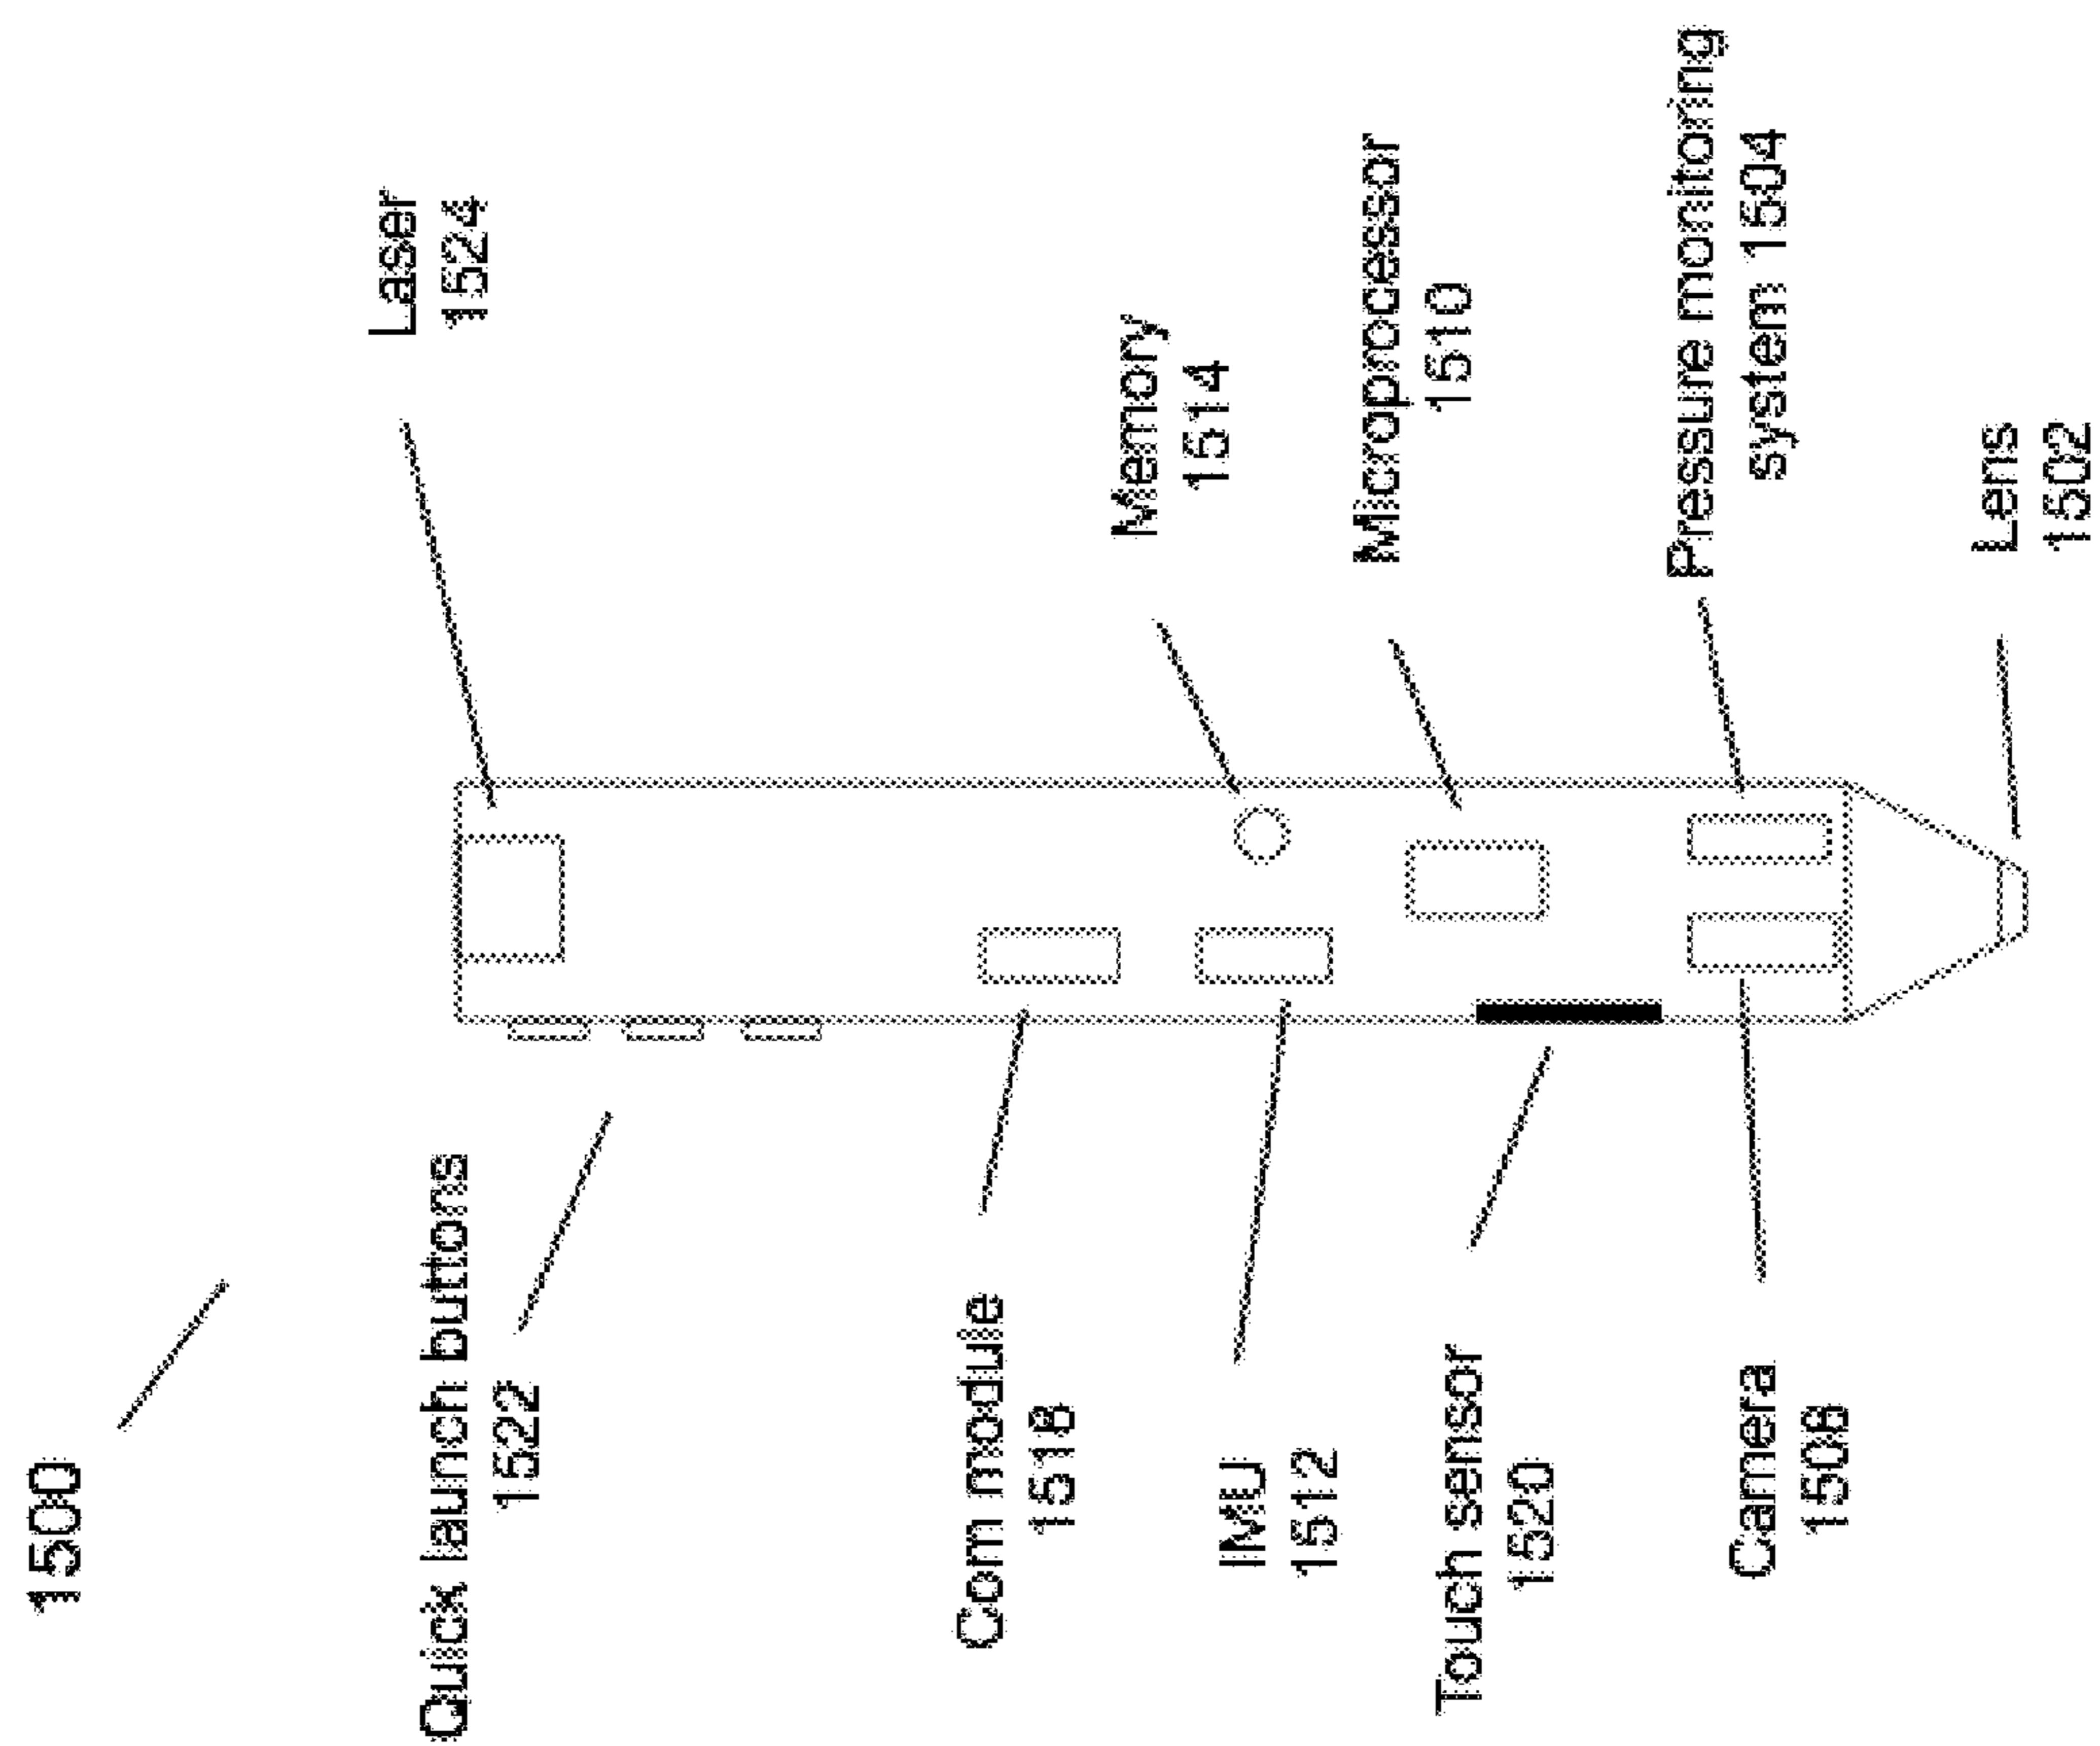 1500
Quick launch buttons
1522
Laser
1524
Com module
1518
Memory
1514
IMU
1512
Microprocessor
1510
Touch sensor
1520
Pressure monitoring
system 1504
Camera
1508
Lens
1502